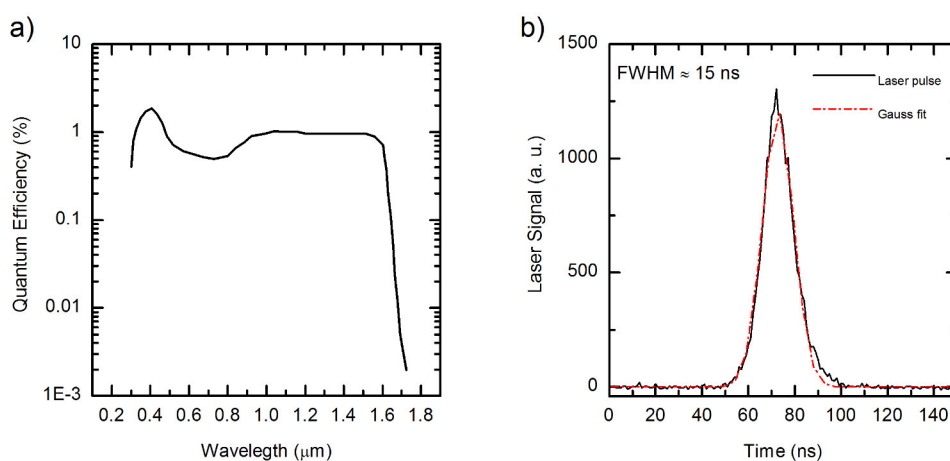 a)
10
1
0.1
0.01
1E-3
0.2 0.4 0.6 0.8 1.0 1.2 1.4 1.6 1.8
Quantum Efficiency (%)
Wavelegth (μm)
b)
1500
1000
500
0
0 20 40 60 80 100 120 140
Laser Signal (a. u.)
Time (ns)
FWHM ≈ 15 ns
Laser pulse
Gauss fit